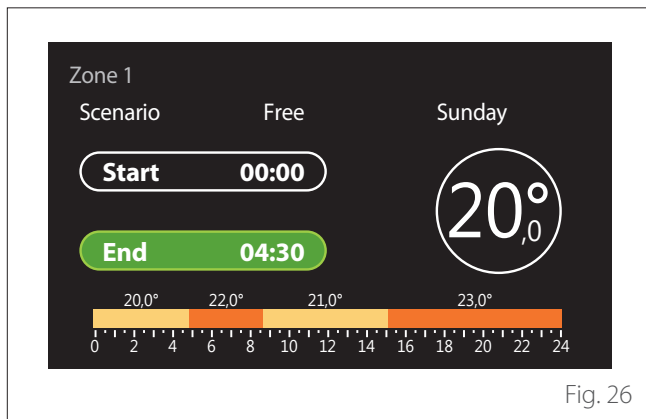 Zone 1
Scenario Free Sunday
Start 00:00
20,0°
End 04:30
20,0° 22,0° 21,0° 23,0°
0 2 4 6 8 10 12 14 16 18 20 22 24
Fig. 26